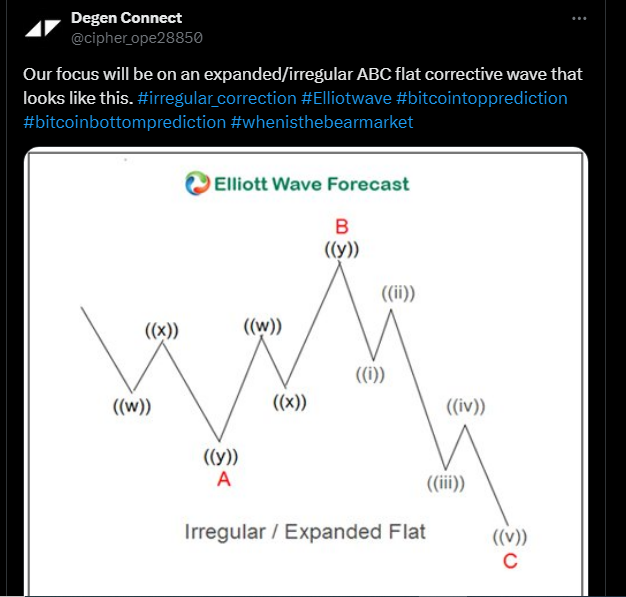 Degen Connect
@cipher_ope28850
Our focus will be on an expanded/irregular ABC flat corrective wave that
looks like this. #irregular_correction #Elliotwave #bitcointopprediction
#bitcoinbottomprediction #whenisthebearmarket
Elliott Wave Forecast
B
((y))
((ii))
((x))
((w))
((i))
((w))
((x))
((iv))
((y))
A
((iii))
Irregular / Expanded Flat
((v))
C